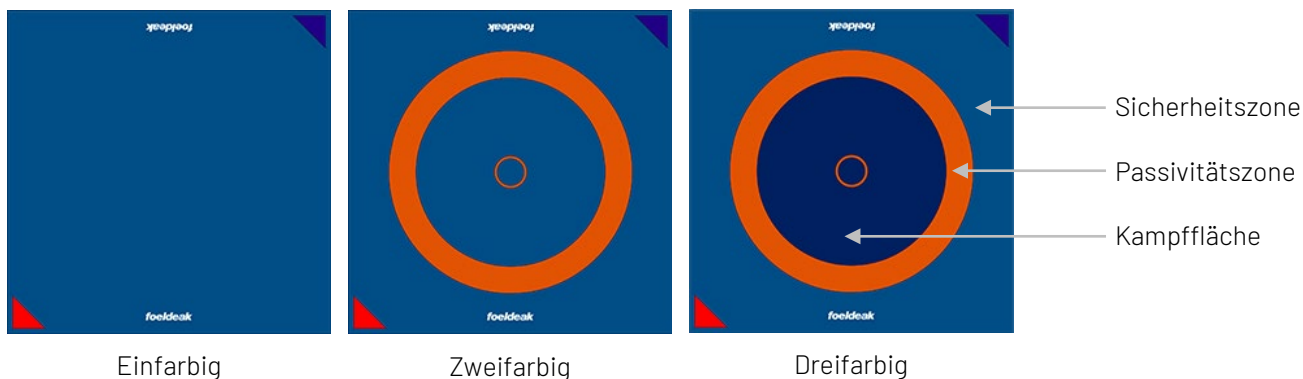 foeldeak
foeldeak
foeldeak
Sicherheitszone
Passivitätszone
Kampffläche
foeldeak
foeldeak
foeldeak
Einfarbig
Zweifarbig
Dreifarbig